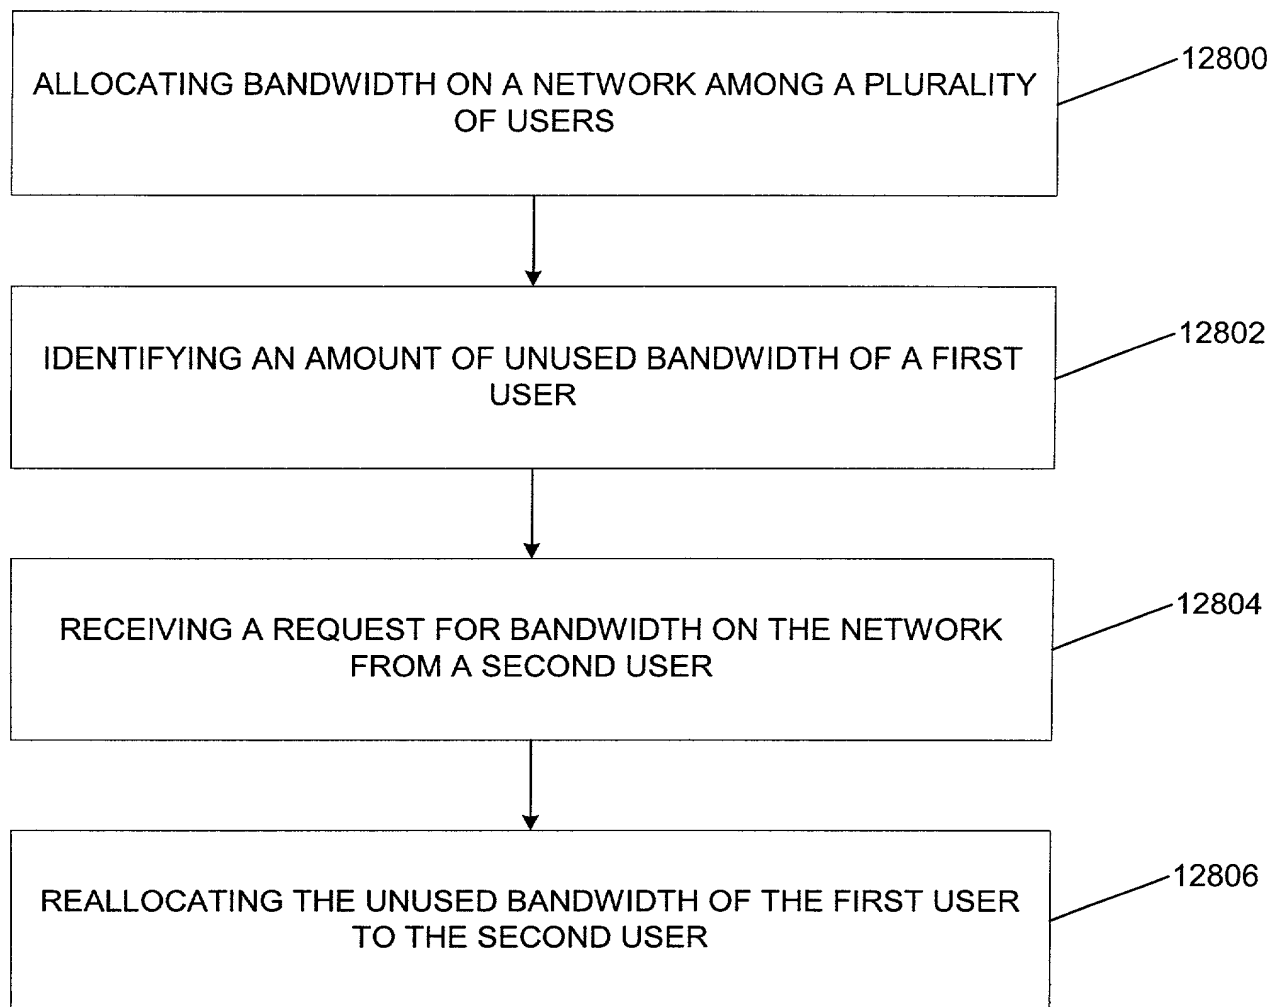 12800
ALLOCATING BANDWIDTH ON A NETWORK AMONG A PLURALITY
OF USERS
12802
IDENTIFYING AN AMOUNT OF UNUSED BANDWIDTH OF A FIRST
USER
12804
RECEIVING A REQUEST FOR BANDWIDTH ON THE NETWORK
FROM A SECOND USER
12806
REALLOCATING THE UNUSED BANDWIDTH OF THE FIRST USER
TO THE SECOND USER